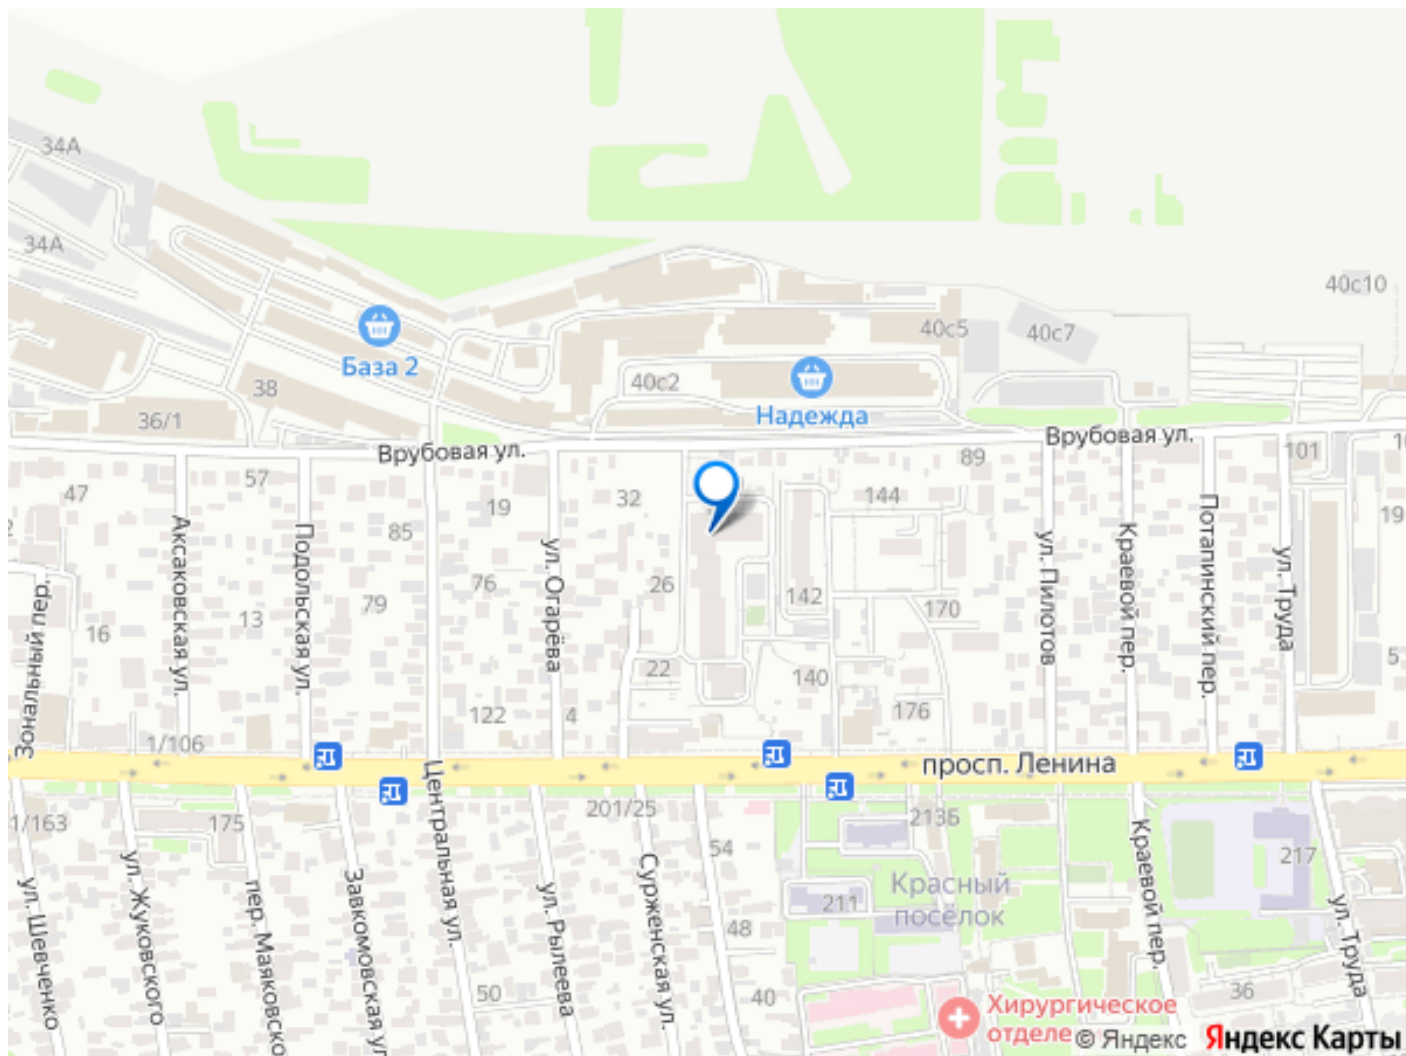 34А
34А
40с10
База 2
40с5
40с7
38
40с2
36/1
Надежда
Врубовая ул.
Врубовая ул.
101
57
89
47
19
32
144
19
85
Аксаковская ул.
Подольская ул.
ул. Огарёва
ул. Пилотов
Краевой пер.
Потапинский пер.
ул. Труда
Зональный пер.
76
26
142
170
79
13
16
22
140
5
122
4
176
1/106
просп. Ленина
1/163
175
201/25
2136
54
217
Центральная ул.
ул. Шевченко
ул. Жуковского
пер. Маяковско
Завкомовская ул
ул. Рылеева
Сурженская ул.
Краевой пер.
ул. Труда
Красный
посёлок
211
48
50
40
36
Хирургическое
отделе
© Яндекс Яндекс Карты